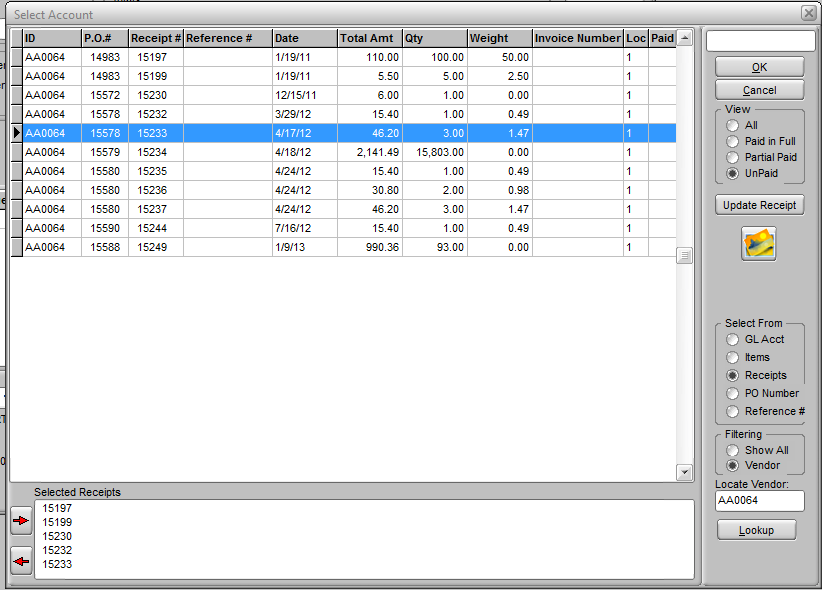 Select Account
ID P.O.# Receipt # Reference # Date Total Amt Qty Weight Invoice Number Loc Paid
AA0064 14983 15197 1/19/11 110.00 100.00 50.00 1
AA0064 14983 15199 1/19/11 5.50 5.00 2.50 1
AA0064 15572 15230 12/15/11 6.00 1.00 0.00 1
AA0064 15578 15232 3/29/12 15.40 1.00 0.49 1
AA0064 15578 15233 4/17/12 46.20 3.00 1.47 1
AA0064 15579 15234 4/18/12 2,141.49 15,803.00 0.00 1
AA0064 15580 15235 4/24/12 15.40 1.00 0.49 1
AA0064 15580 15236 4/24/12 30.80 2.00 0.98 1
AA0064 15580 15237 4/24/12 46.20 3.00 1.47 1
AA0064 15590 15244 7/16/12 15.40 1.00 0.49 1
AA0064 15588 15249 1/9/13 990.36 93.00 0.00 1
Selected Receipts
15197
15199
15230
15232
15233
OK
Cancel
View
All
Paid in Full
Partial Paid
UnPaid
Update Receipt
Select From
GL Acct
Items
Receipts
PO Number
Reference #
Filtering
Show All
Vendor
Locate Vendor:
AA0064
Lookup